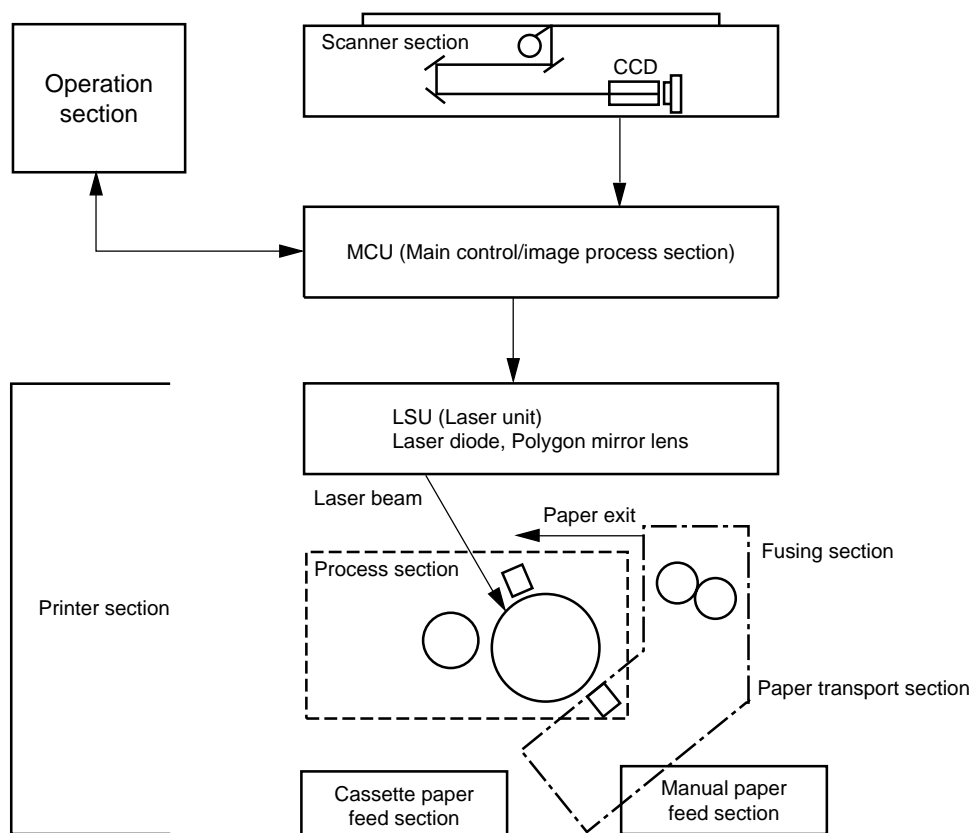 Scanner section
CCD
Operation
section
MCU (Main control/image process section)
LSU (Laser unit)
Laser diode, Polygon mirror lens
Laser beam
Paper exit
Process section
Fusing section
Printer section
Paper transport section
Cassette paper
feed section
Manual paper
feed section